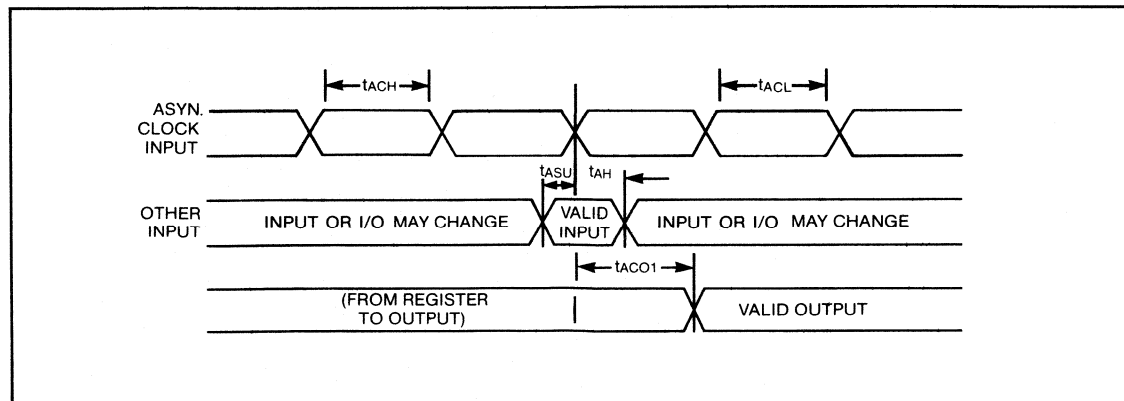 tACH
tACL
ASYN.
CLOCK
INPUT
tASU tAH
OTHER
INPUT
INPUT OR I/O MAY CHANGE
VALID
INPUT
INPUT OR I/O MAY CHANGE
tACO1
(FROM REGISTER
TO OUTPUT)
VALID OUTPUT